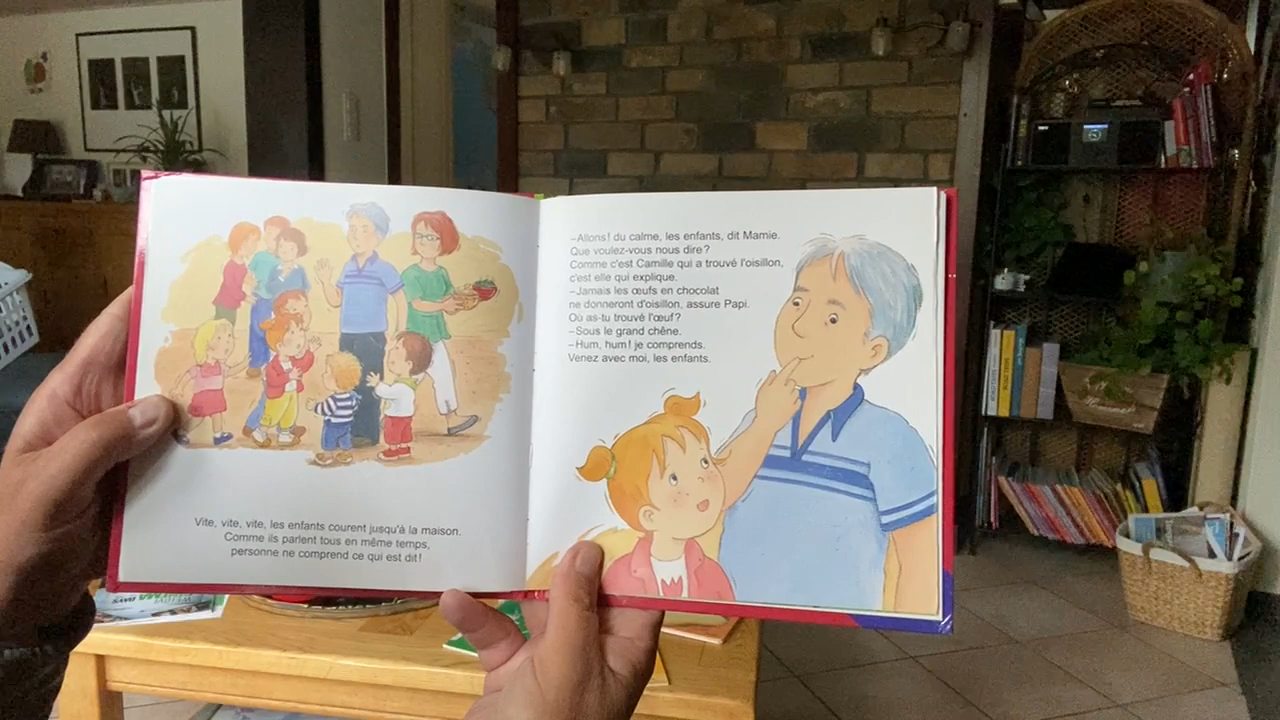 Vite, vite, vite, les enfants courent jusqu'à la maison.
Comme ils parlent tous en même temps,
personne ne comprend ce qui est dit!
–Allons! du calme, les enfants, dit Mamie.
Que voulez-vous nous dire?
Comme c'est Camille qui a trouvé l'oisillon,
c'est elle qui explique.
–Jamais les œufs en chocolat
ne donneront d'oisillon, assure Papi.
Où as-tu trouvé l'œuf?
–Sous le grand chêne.
–Hum, hum! je comprends.
Venez avec moi, les enfants.